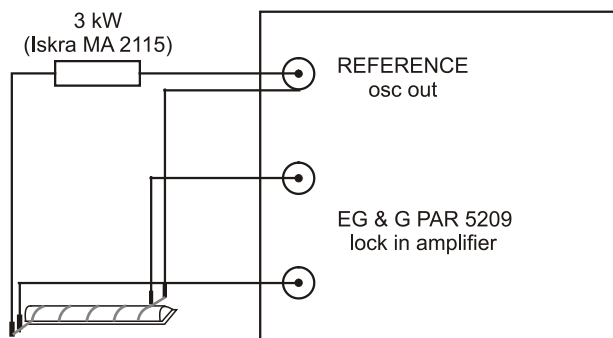 3 kW
(Iskra MA 2115)
REFERENCE
osc out
EG & G PAR 5209
lock in amplifier